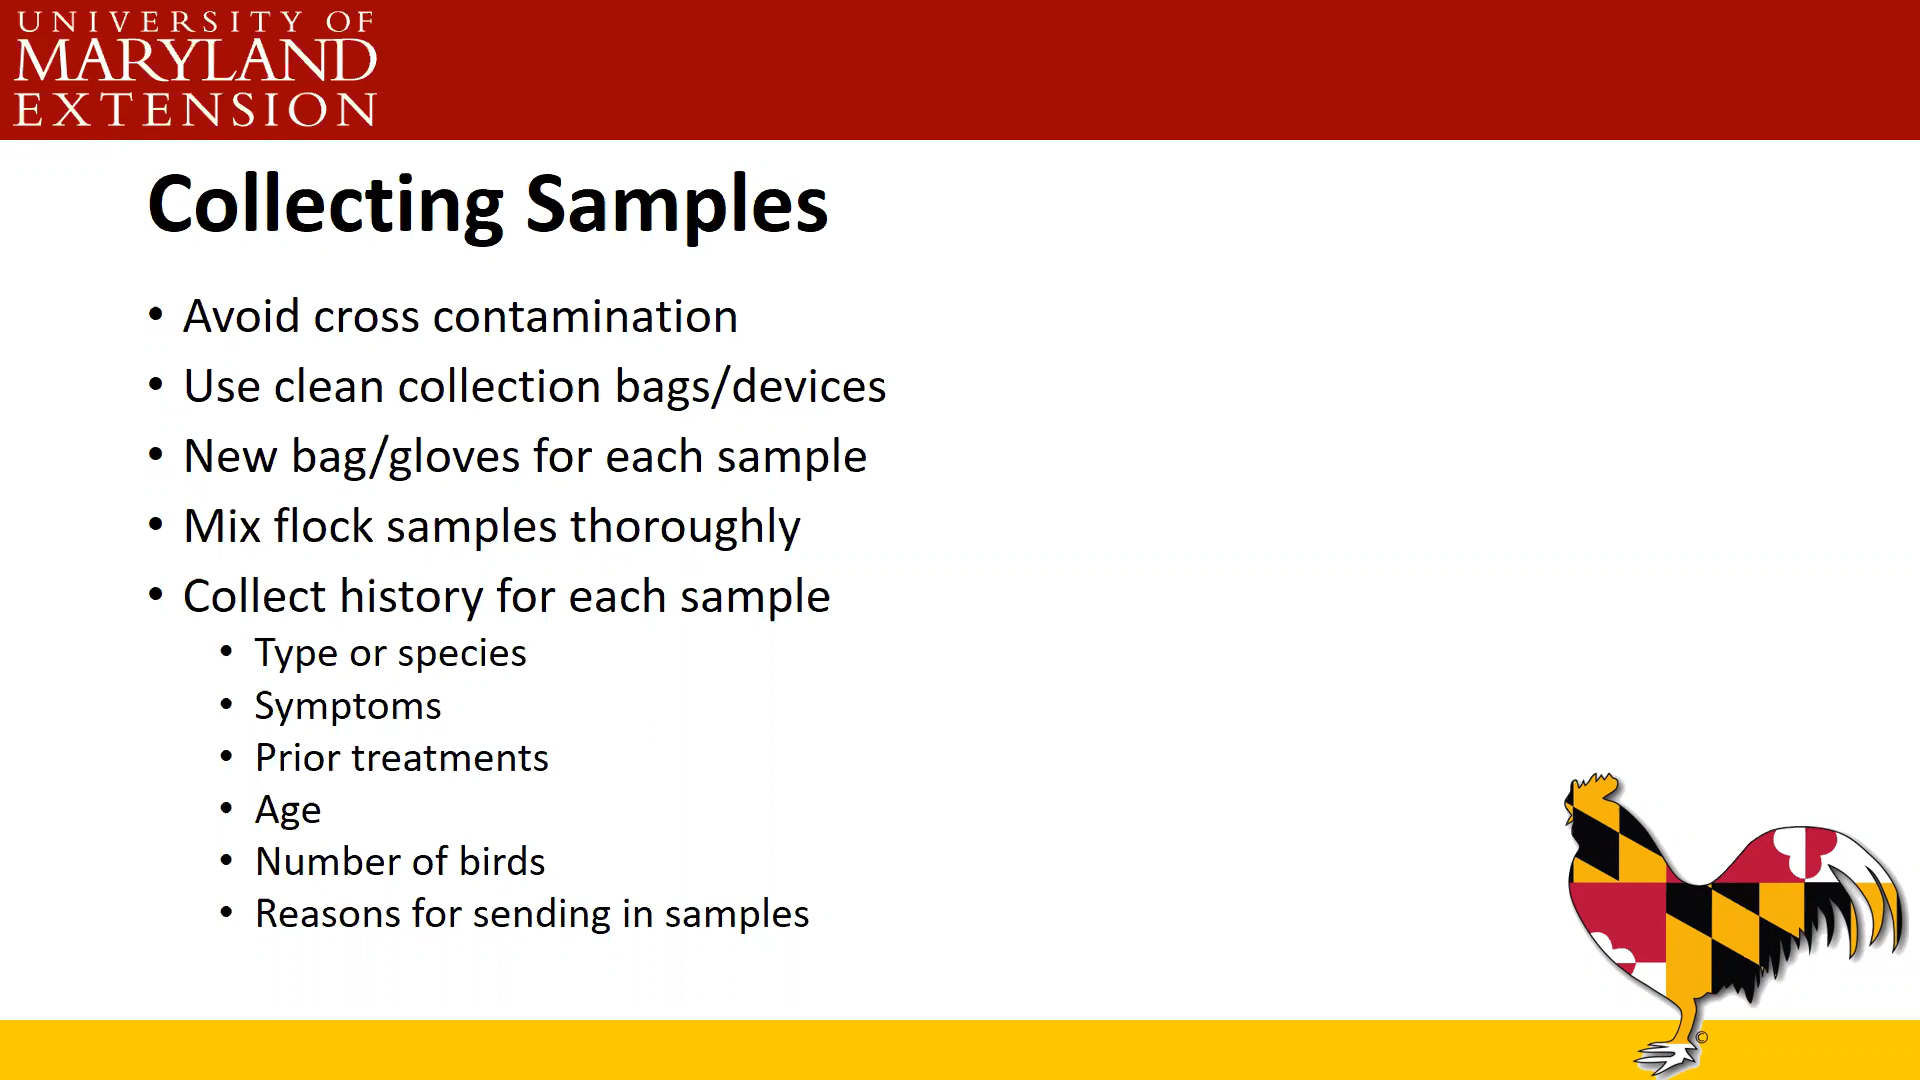 UNIVERSITY OF
MARYLAND
EXTENSION
Collecting Samples
• Avoid cross contamination
• Use clean collection bags/devices
• New bag/gloves for each sample
• Mix flock samples thoroughly
• Collect history for each sample
• Type or species
• Symptoms
• Prior treatments
• Age
• Number of birds
• Reasons for sending in samples
©